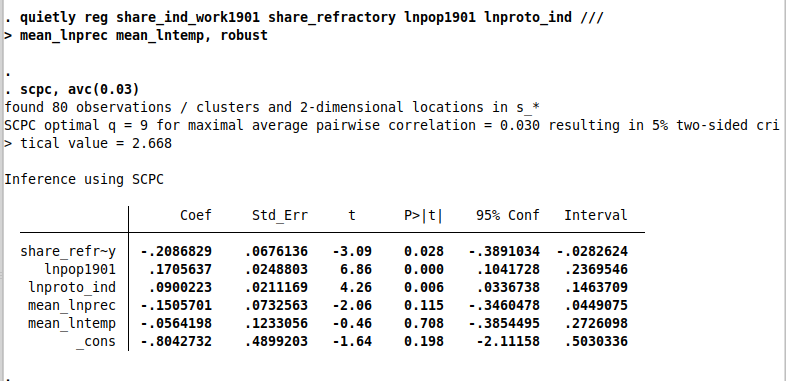 . quietly reg share_ind_work1901 share_refractory lnpop1901 lnproto_ind ///
> mean_lnprec mean_lntemp, robust
.
. scpc, avc(0.03)
found 80 observations / clusters and 2-dimensional locations in s_*
SCPC optimal q = 9 for maximal average pairwise correlation = 0.030 resulting in 5% two-sided cri
> tical value = 2.668
Inference using SCPC
Coef Std_Err t P>|t| 95% Conf Interval
share_refr~y -.2086829 .0676136 -3.09 0.028 -.3891034 -.0282624
lnpop1901 .1705637 .0248803 6.86 0.000 .1041728 .2369546
lnproto_ind .0900223 .0211169 4.26 0.006 .0336738 .1463709
mean_lnprec -.1505701 .0732563 -2.06 0.115 -.3460478 .0449075
mean_lntemp -.0564198 .1233056 -0.46 0.708 -.3854495 .2726098
_cons -.8042732 .4899203 -1.64 0.198 -2.11158 .5030336
.